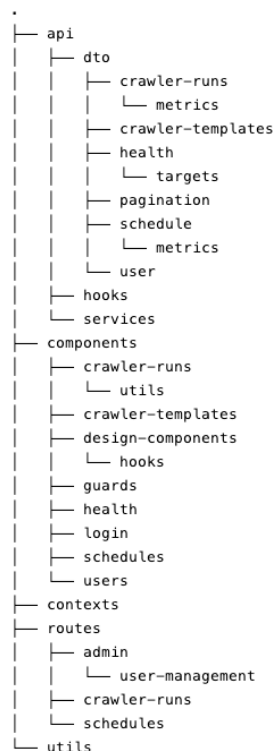 .
├── api
│   ├── dto
│   │   ├── crawler-runs
│   │   │   └── metrics
│   │   ├── crawler-templates
│   │   ├── health
│   │   │   └── targets
│   │   ├── pagination
│   │   ├── schedule
│   │   │   └── metrics
│   │   └── user
│   ├── hooks
│   └── services
├── components
│   ├── crawler-runs
│   │   └── utils
│   ├── crawler-templates
│   ├── design-components
│   │   └── hooks
│   ├── guards
│   ├── health
│   ├── login
│   ├── schedules
│   └── users
├── contexts
├── routes
│   ├── admin
│   │   └── user-management
│   ├── crawler-runs
│   └── schedules
└── utils